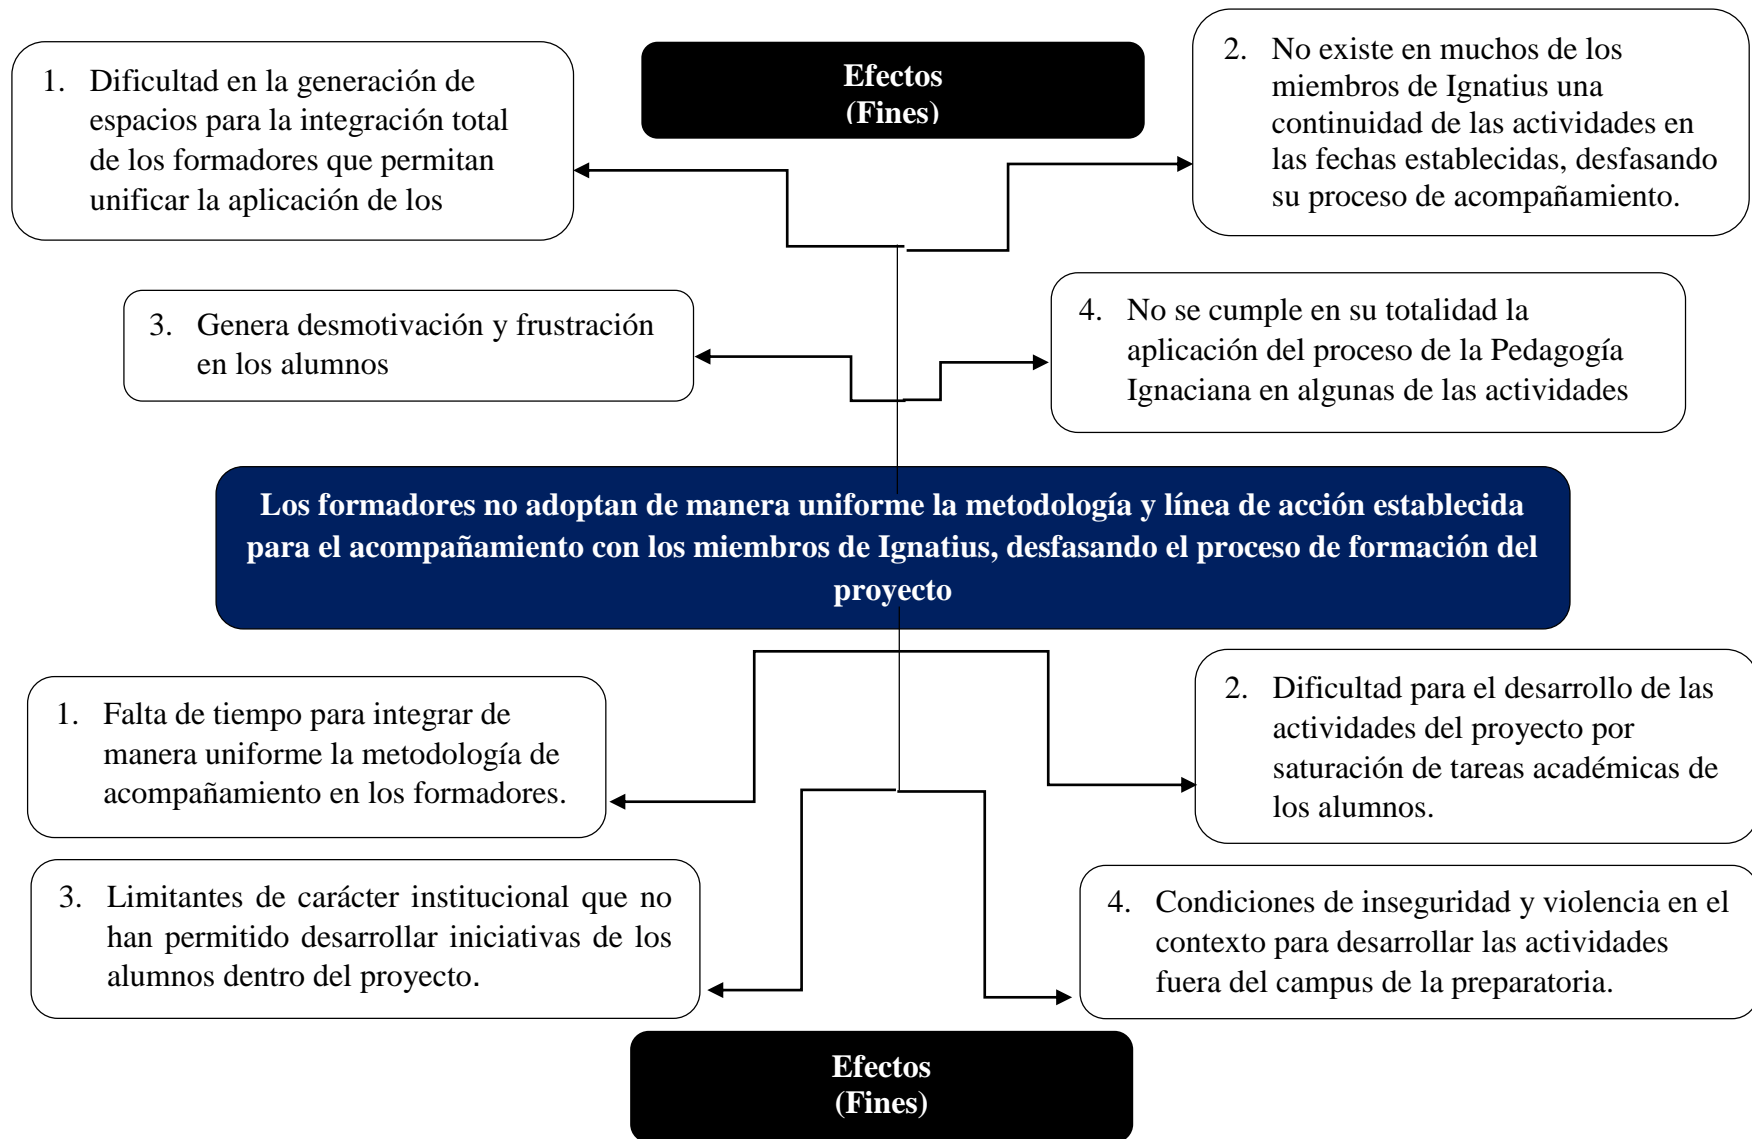 Efectos
(Fines)
1. Dificultad en la generación de
espacios para la integración total
de los formadores que permitan
unificar la aplicación de los
2. No existe en muchos de los
miembros de Ignatius una
continuidad de las actividades en
las fechas establecidas, desfasando
su proceso de acompañamiento.
3. Genera desmotivación y frustración
en los alumnos
4. No se cumple en su totalidad la
aplicación del proceso de la Pedagogía
Ignaciana en algunas de las actividades
Los formadores no adoptan de manera uniforme la metodología y línea de acción establecida
para el acompañamiento con los miembros de Ignatius, desfasando el proceso de formación del
proyecto
1. Falta de tiempo para integrar de
manera uniforme la metodología de
acompañamiento en los formadores.
2. Dificultad para el desarrollo de las
actividades del proyecto por
saturación de tareas académicas de
los alumnos.
3. Limitantes de carácter institucional que no
han permitido desarrollar iniciativas de los
alumnos dentro del proyecto.
4. Condiciones de inseguridad y violencia en el
contexto para desarrollar las actividades
fuera del campus de la preparatoria.
Efectos
(Fines)